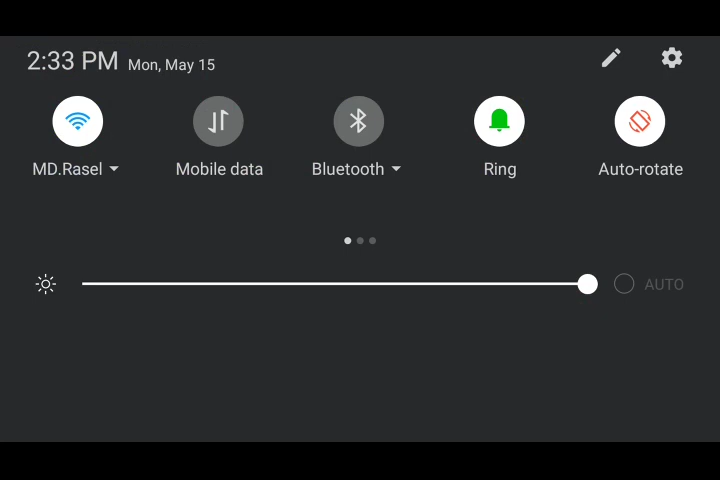 2:33 PM Mon, May 15
MD.Rasel Mobile data Bluetooth Ring Auto-rotate
AUTO